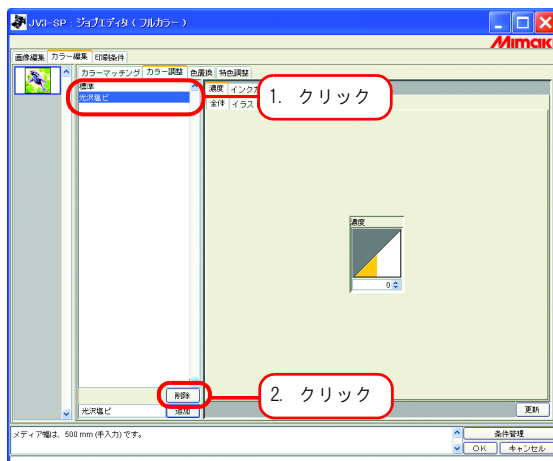 JV3-SP : ジョブエディタ ( フルカラー )
Mimaki
画像編集 カラー編集 印刷条件
カラーマッチング カラー調整 色置換 特色調整
標準
光沢塩ビ
濃度 インク
全体 イラス
1. クリック
濃度
0
削除
2. クリック
光沢塩ビ 追加
更新
メディア幅は、500 mm (手入力) です。
条件管理
OK キャンセル